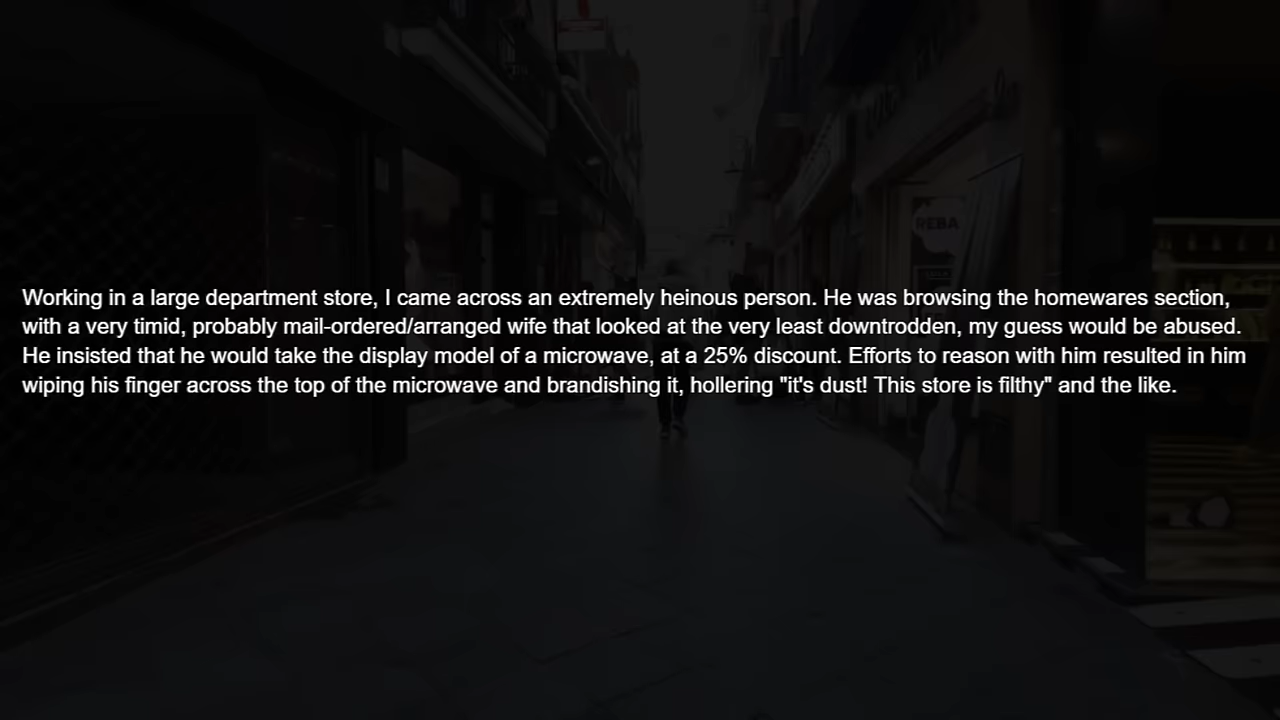 REBA
Working in a large department store, I came across an extremely heinous person. He was browsing the homewares section,
with a very timid, probably mail-ordered/arranged wife that looked at the very least downtrodden, my guess would be abused.
He insisted that he would take the display model of a microwave, at a 25% discount. Efforts to reason with him resulted in him
wiping his finger across the top of the microwave and brandishing it, hollering "it's dust! This store is filthy" and the like.